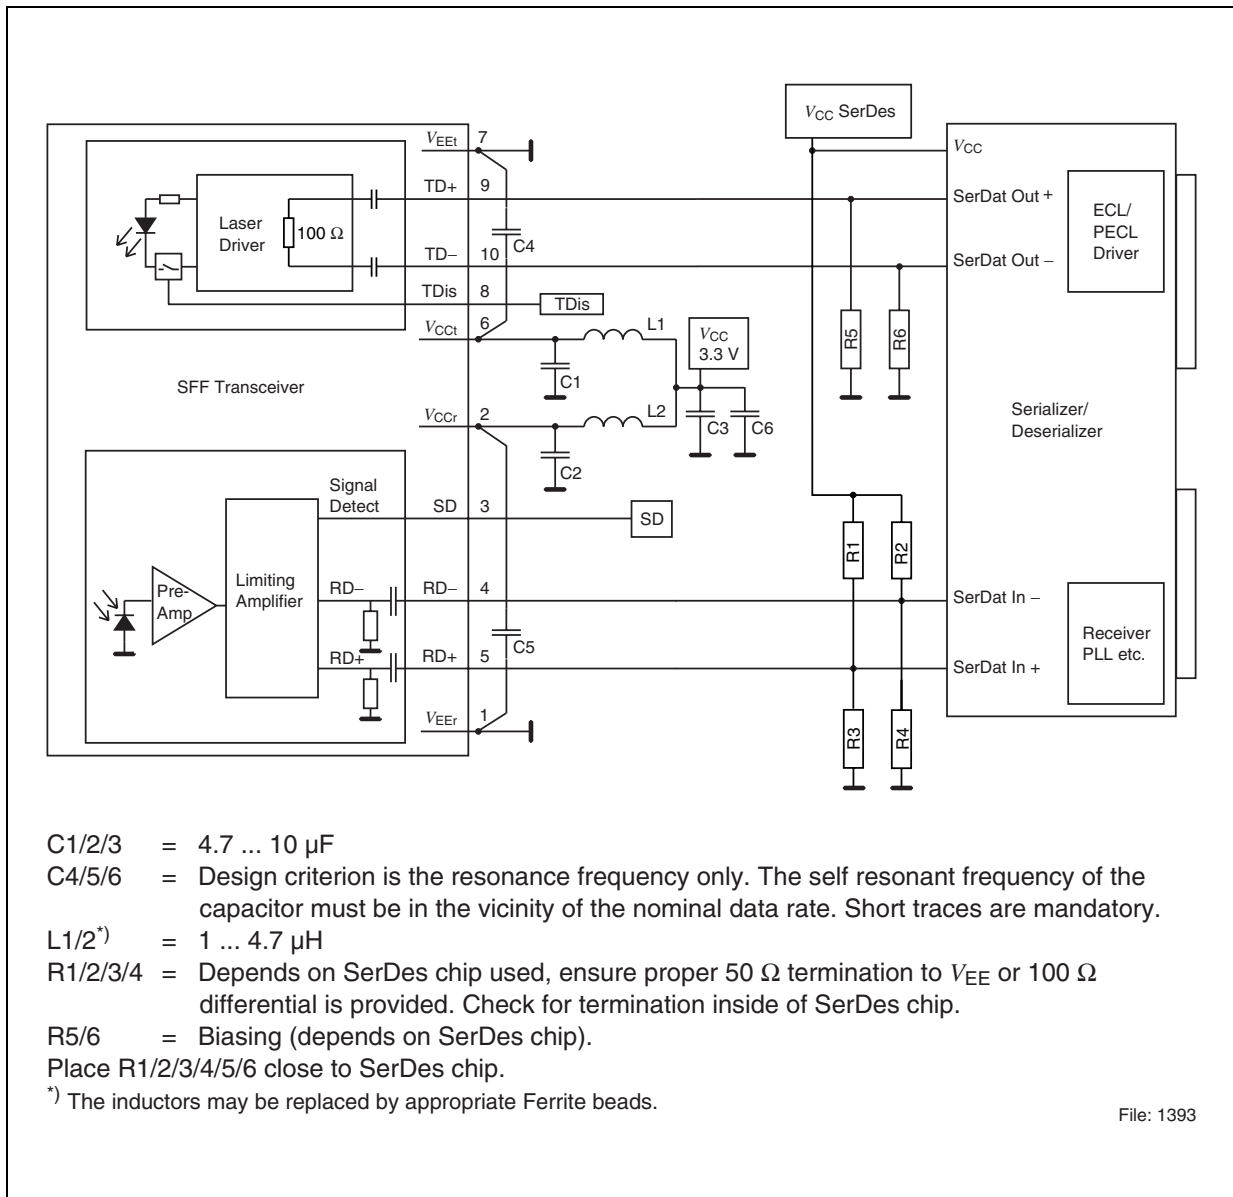 V_CC SerDes
V_EEt 7
V_CC
TD+ 9
SerDat Out +
ECL/
PECL
Driver
Laser
Driver
100 Ω
C4
TD– 10
SerDat Out –
TDis 8
TDis
V_CCt 6
L1
V_CC
3.3 V
R5
R6
C1
SFF Transceiver
V_CCr 2
L2
C3
C6
Serializer/
Deserializer
C2
Signal
Detect
SD 3
SD
R1
R2
Pre-
Amp
Limiting
Amplifier
RD–
RD– 4
SerDat In –
Receiver
PLL etc.
C5
RD+
RD+ 5
SerDat In +
V_EEr 1
R3
R4
C1/2/3 = 4.7 ... 10 µF
C4/5/6 = Design criterion is the resonance frequency only. The self resonant frequency of the
capacitor must be in the vicinity of the nominal data rate. Short traces are mandatory.
L1/2*) = 1 ... 4.7 µH
R1/2/3/4 = Depends on SerDes chip used, ensure proper 50 Ω termination to V_EE or 100 Ω
differential is provided. Check for termination inside of SerDes chip.
R5/6 = Biasing (depends on SerDes chip).
Place R1/2/3/4/5/6 close to SerDes chip.
*) The inductors may be replaced by appropriate Ferrite beads.
File: 1393